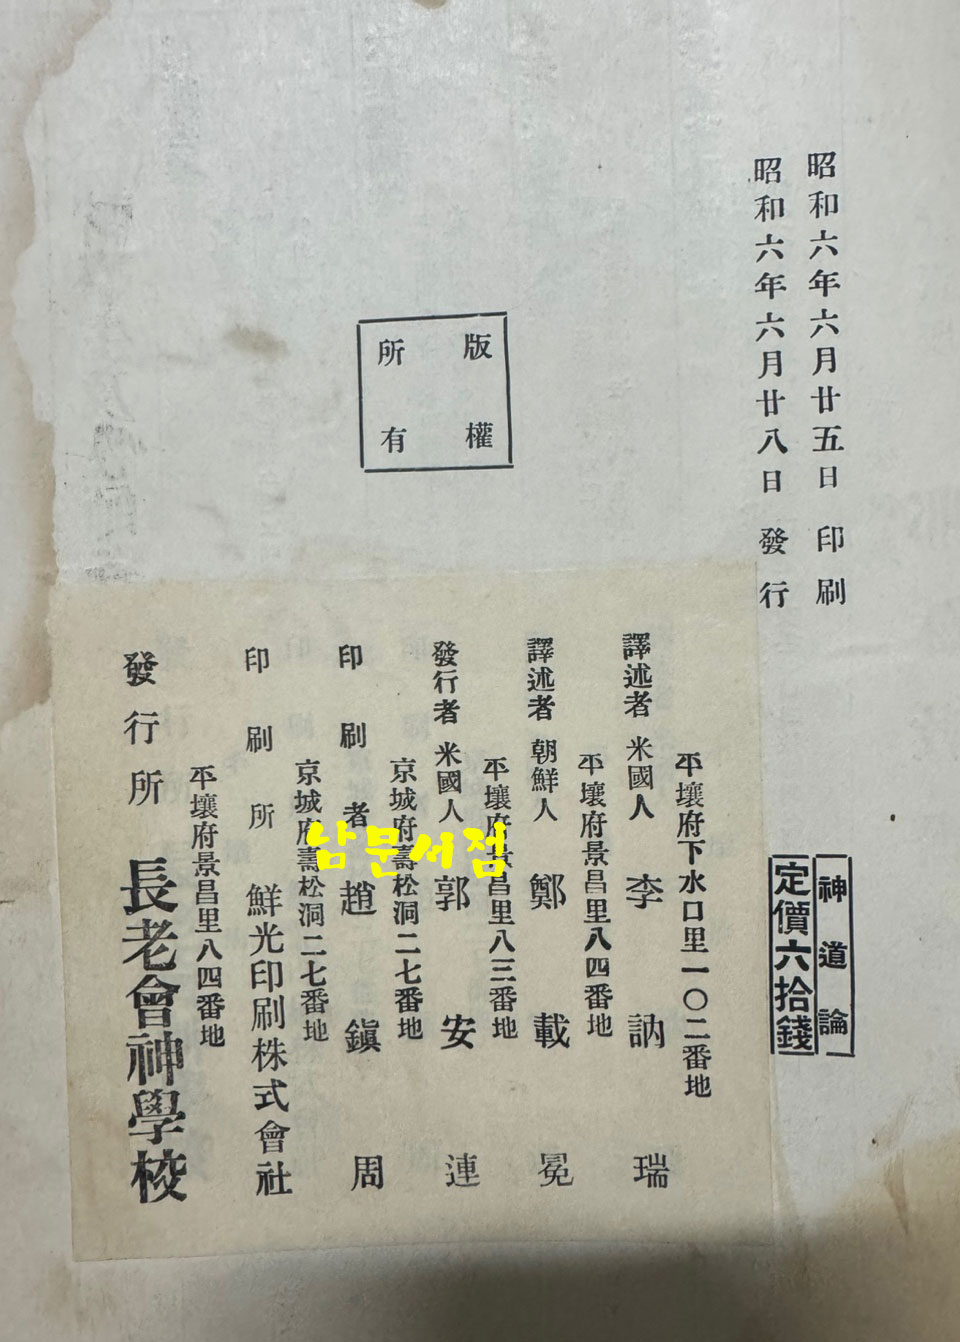 昭和六年六月廿五日 印刷
昭和六年六月廿八日 發行
神道論
定價六拾錢
版權
所有
平壤府下水口里一〇二番地
譯述者 米國人 李訥瑞
平壤府景昌里八四番地
譯述者 朝鮮人 鄭載冕
平壤府景昌里八三番地
發行者 米國人 郭安連
京城府壽松洞二七番地
印刷者 趙鎭周
京城府壽松洞二七番地
印刷所 鮮光印刷株式會社
平壤府景昌里八四番地
發行所 長老會神學校
남문서점